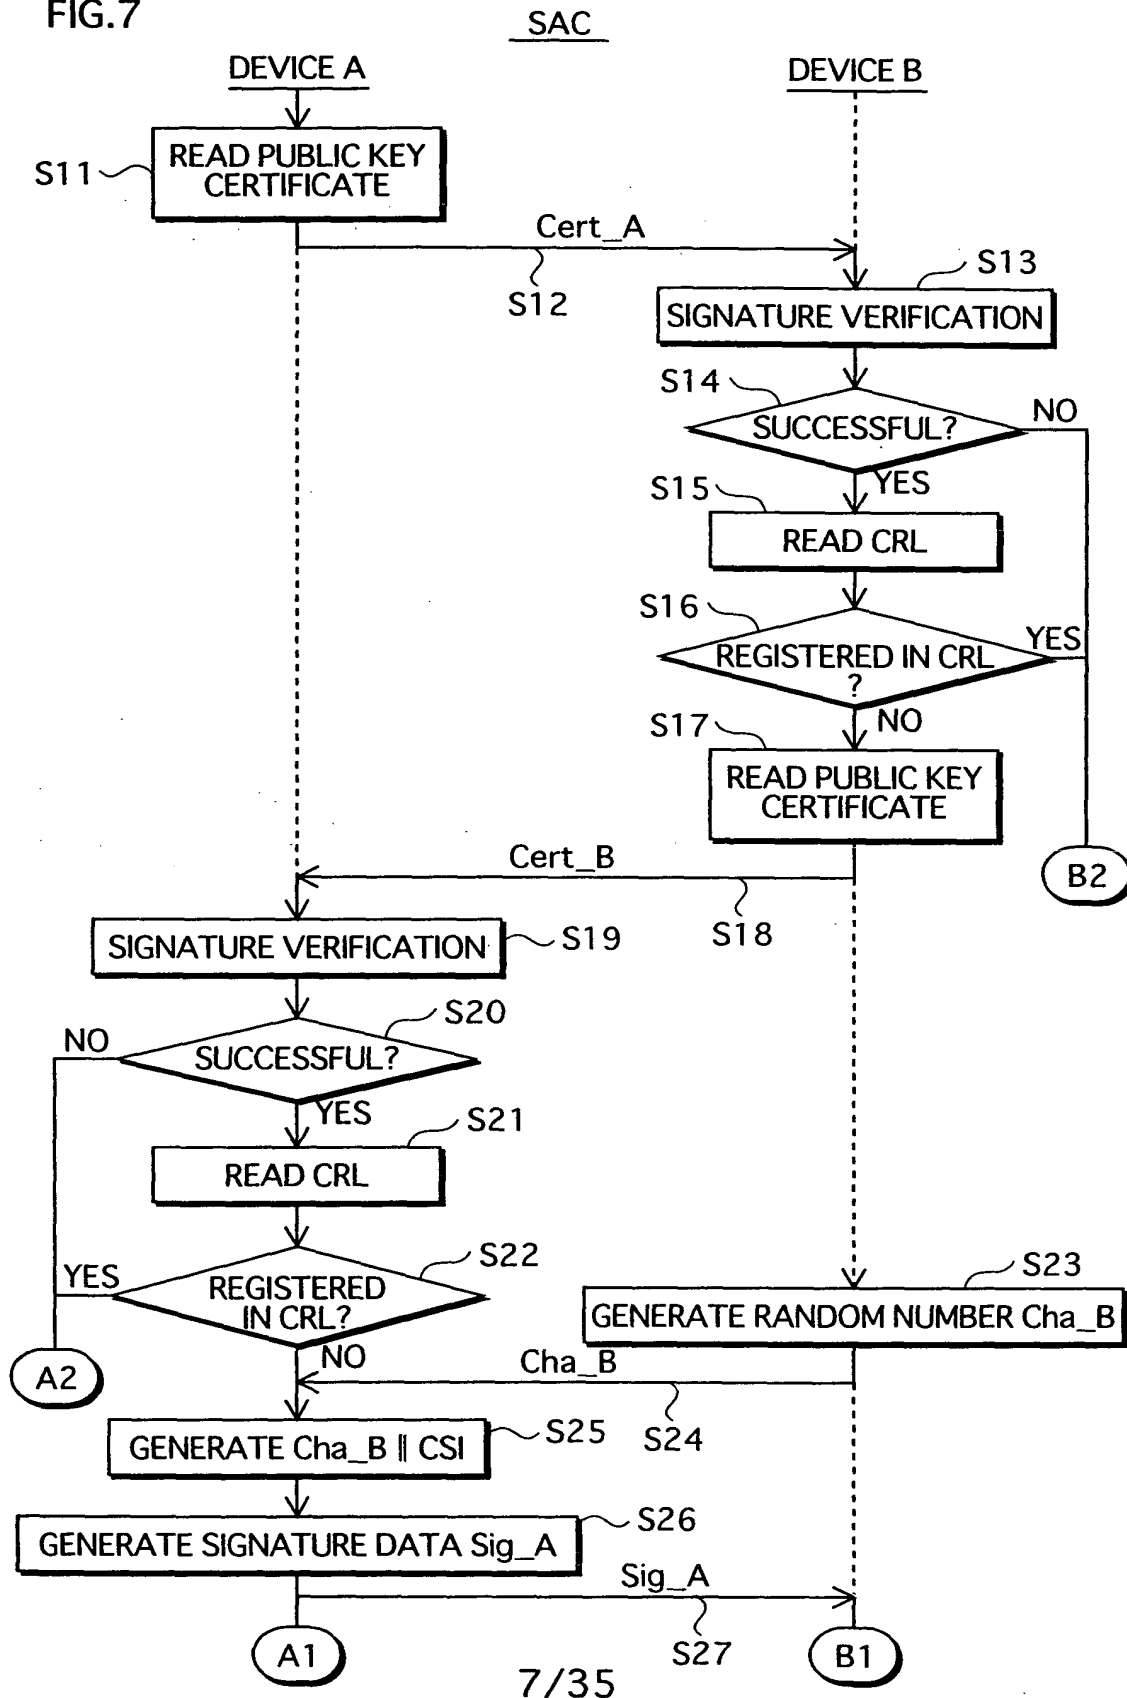 FIG.7
SAC
DEVICE A
DEVICE B
S11
READ PUBLIC KEY
CERTIFICATE
Cert_A
S12
S13
SIGNATURE VERIFICATION
S14
SUCCESSFUL?
NO
YES
S15
READ CRL
S16
REGISTERED IN CRL
?
YES
NO
S17
READ PUBLIC KEY
CERTIFICATE
Cert_B
S18
B2
SIGNATURE VERIFICATION
S19
S20
NO
SUCCESSFUL?
YES
S21
READ CRL
S22
YES
REGISTERED
IN CRL?
NO
A2
S23
GENERATE RANDOM NUMBER Cha_B
Cha_B
S24
GENERATE Cha_B || CSI
S25
GENERATE SIGNATURE DATA Sig_A
S26
Sig_A
S27
A1
B1
7/35